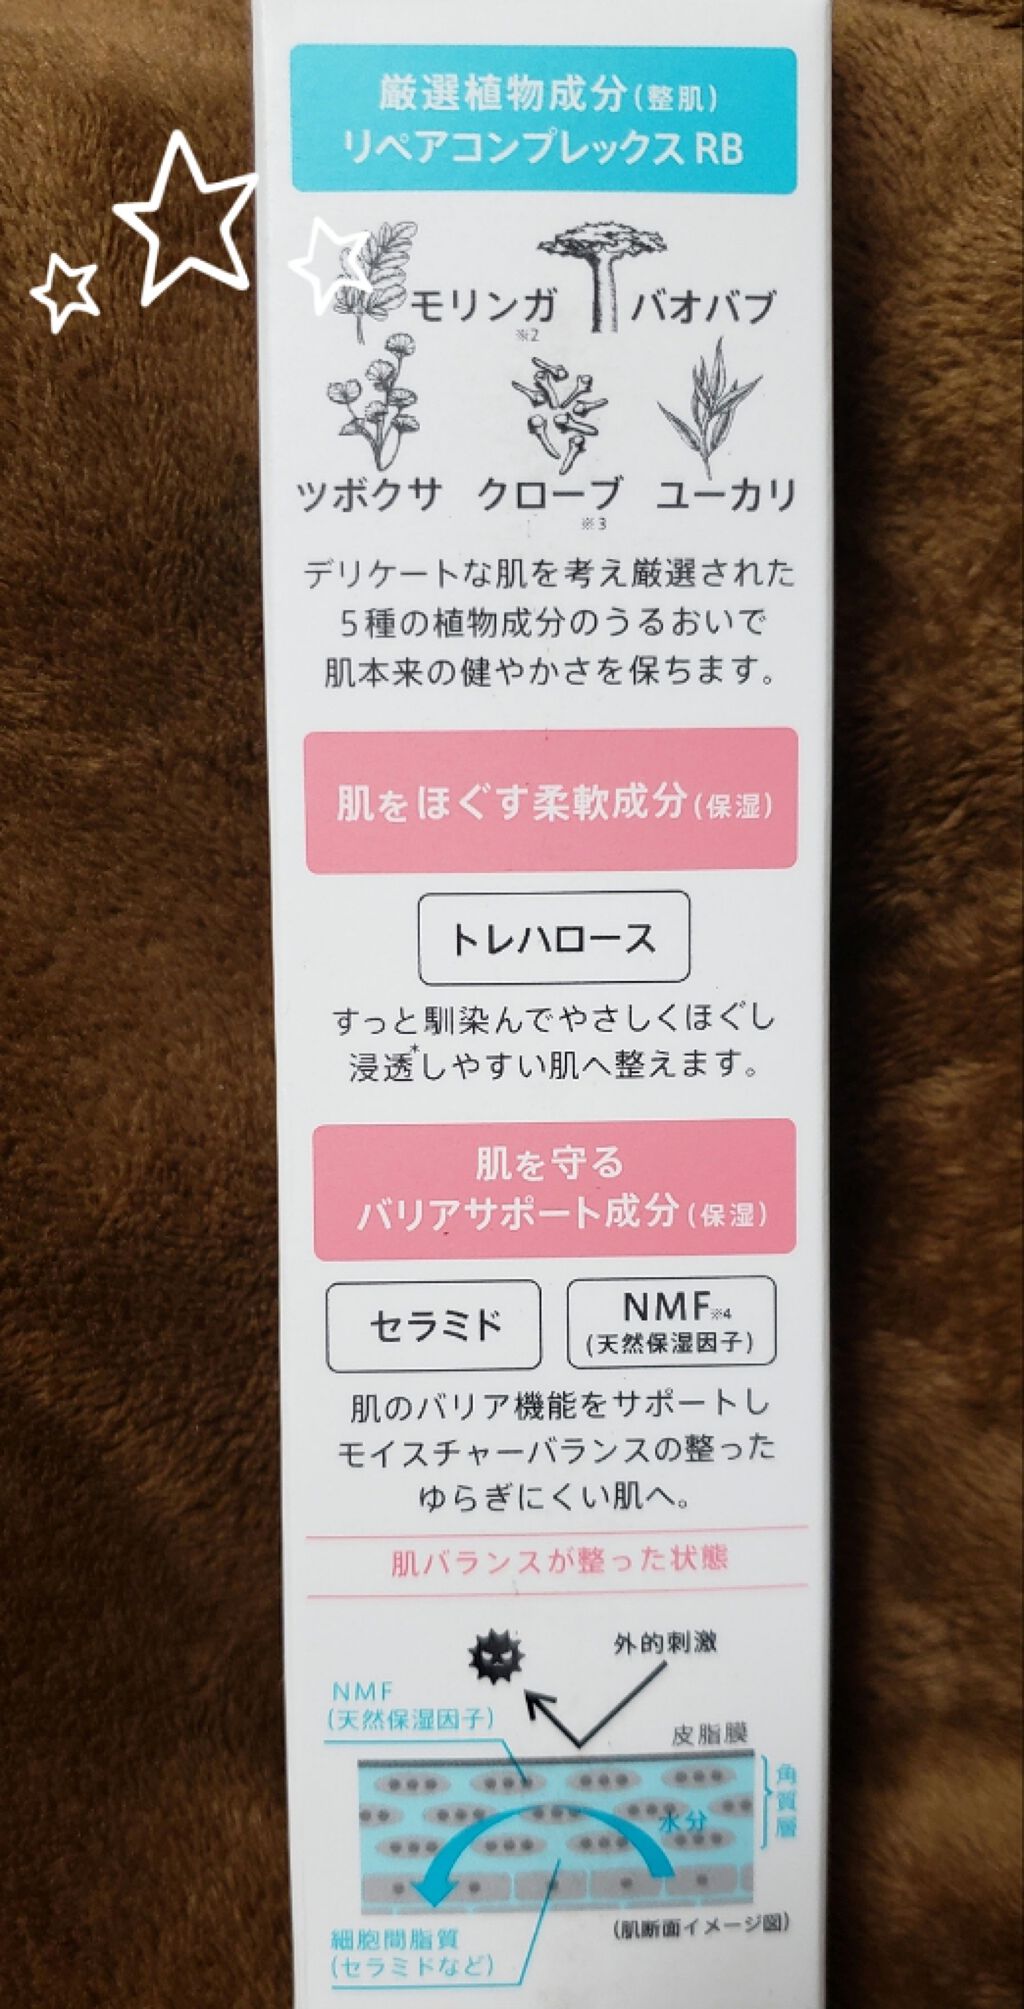 厳選植物成分(整肌)
リペアコンプレックス RB
モリンガ バオバブ
※2
ツボクサ クローブ ユーカリ
※3
デリケートな肌を考え厳選された
5種の植物成分のうるおいで
肌本来の健やかさを保ちます。
肌をほぐす柔軟成分(保湿)
トレハロース
すっと馴染んでやさしくほぐし
浸透*しやすい肌へ整えます。
肌を守る
バリアサポート成分(保湿)
セラミド
NMF※4
(天然保湿因子)
肌のバリア機能をサポートし
モイスチャーバランスの整った
ゆらぎにくい肌へ。
肌バランスが整った状態
外的刺激
NMF
(天然保湿因子)
皮脂膜
角質層
水分
細胞間脂質
(セラミドなど)
(肌断面イメージ図)